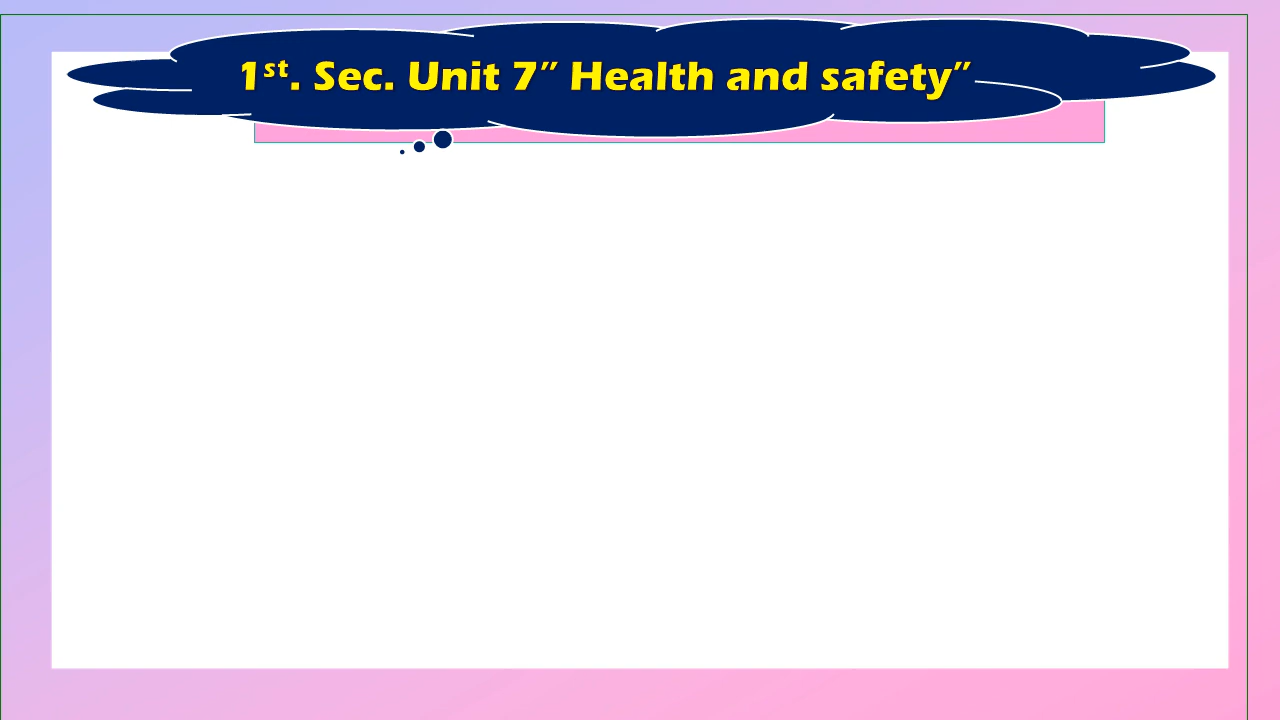 1st. Sec. Unit 7” Health and safety”